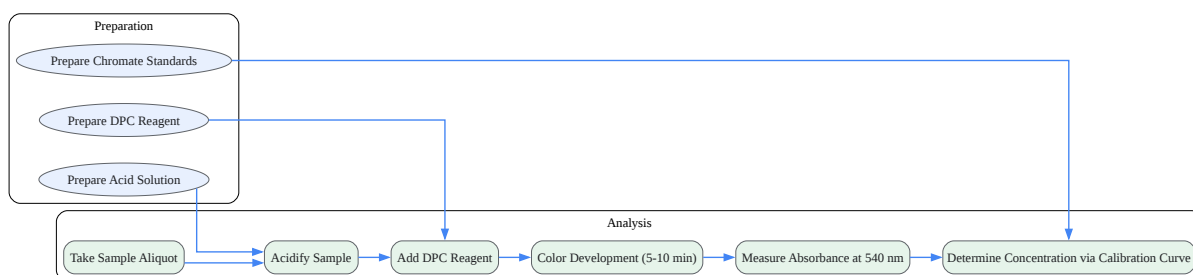 Preparation
Prepare Chromate Standards
Prepare DPC Reagent
Prepare Acid Solution
Analysis
Take Sample Aliquot
Acidify Sample
Add DPC Reagent
Color Development (5-10 min)
Measure Absorbance at 540 nm
Determine Concentration via Calibration Curve